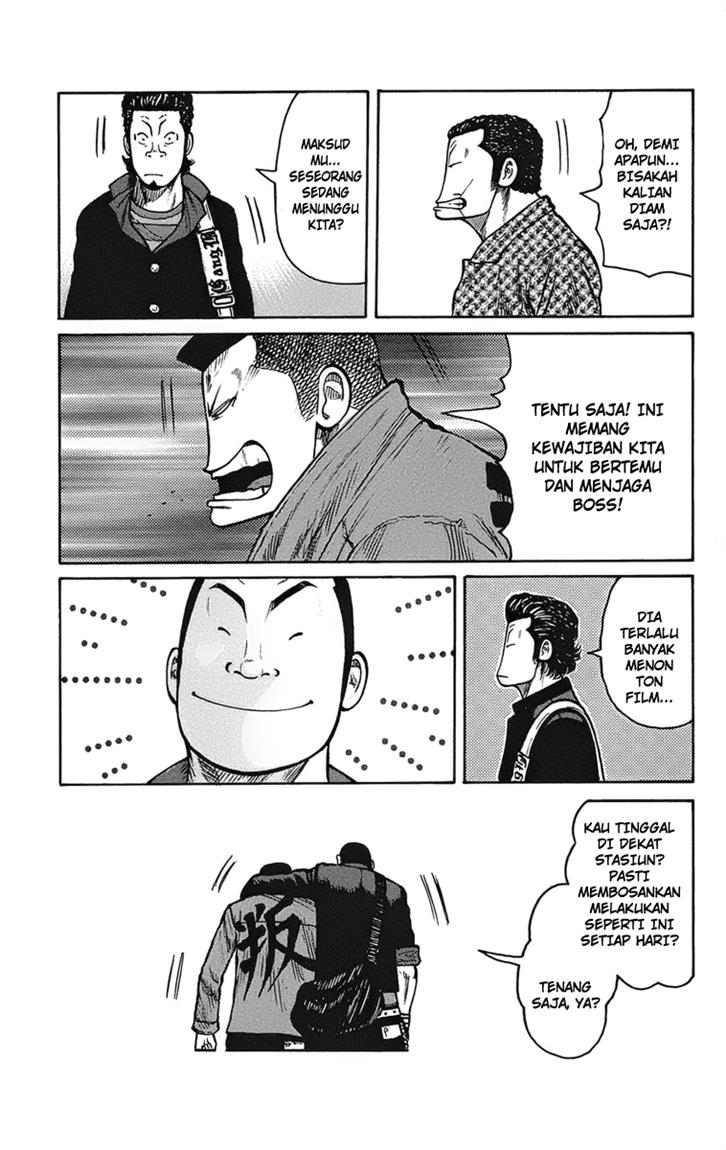 OH, DEMI
APAPUN...
BISAKAH
KALIAN
DIAM
SAJA?!
MAKSUD
MU...
SESEORANG
SEDANG
MENUNGGU
KITA?
TENTU SAJA! INI
MEMANG
KEWAJIBAN KITA
UNTUK BERTEMU
DAN MENJAGA
BOSS!
DIA
TERLALU
BANYAK
MENON
TON
FILM...
KAU TINGGAL
DI DEKAT
STASIUN?
PASTI
MEMBOSANKAN
MELAKUKAN
SEPERTI INI
SETIAP HARI?
TENANG
SAJA, YA?
坂